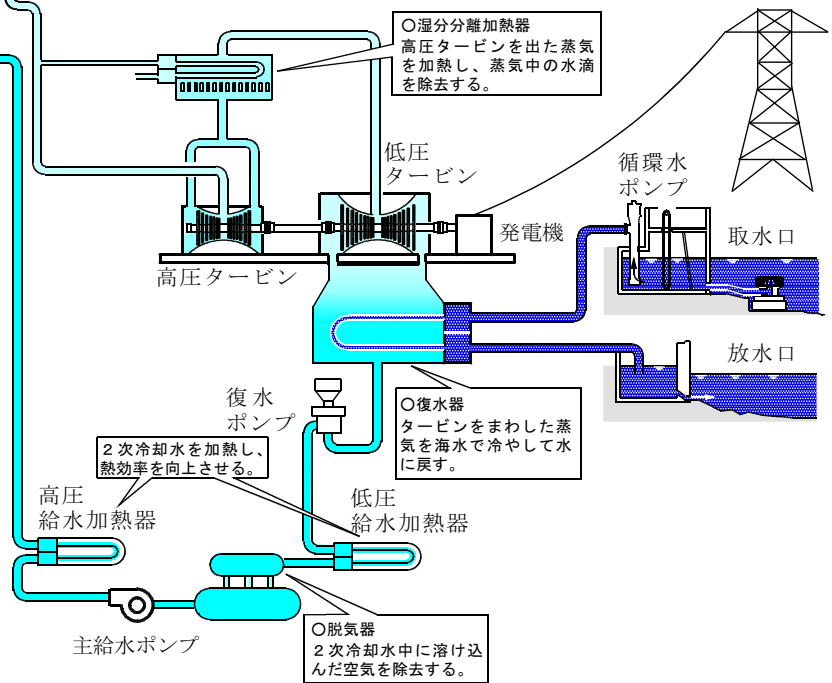 ○湿分分離加熱器
高圧タービンを出た蒸気
を加熱し、蒸気中の水滴
を除去する。
低圧
タービン
循環水
ポンプ
発電機
取水口
高圧タービン
放水口
復水
ポンプ
○復水器
タービンをまわした蒸
気を海水で冷やして水
に戻す。
２次冷却水を加熱し、
熱効率を向上させる。
高圧
給水加熱器
低圧
給水加熱器
主給水ポンプ
○脱気器
２次冷却水中に溶け込
んだ空気を除去する。